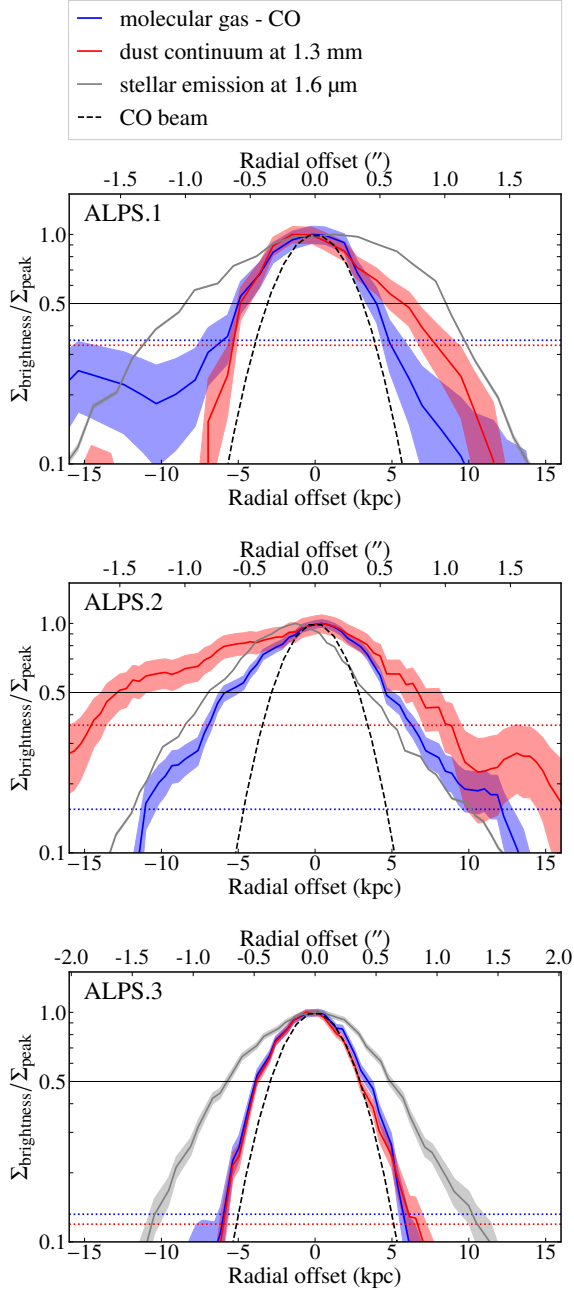 molecular gas - CO
dust continuum at 1.3 mm
stellar emission at 1.6 μm
CO beam
Radial offset (″)
-1.5 -1.0 -0.5 0.0 0.5 1.0 1.5
ALPS.1
1.0
0.5
0.1
Σbrightness/Σpeak
−15 −10 −5 0 5 10 15
Radial offset (kpc)
Radial offset (″)
-1.5 -1.0 -0.5 0.0 0.5 1.0 1.5
ALPS.2
1.0
0.5
0.1
Σbrightness/Σpeak
−15 −10 −5 0 5 10 15
Radial offset (kpc)
Radial offset (″)
-2.0 -1.5 -1.0 -0.5 0.0 0.5 1.0 1.5 2.0
ALPS.3
1.0
0.5
0.1
Σbrightness/Σpeak
−15 −10 −5 0 5 10 15
Radial offset (kpc)